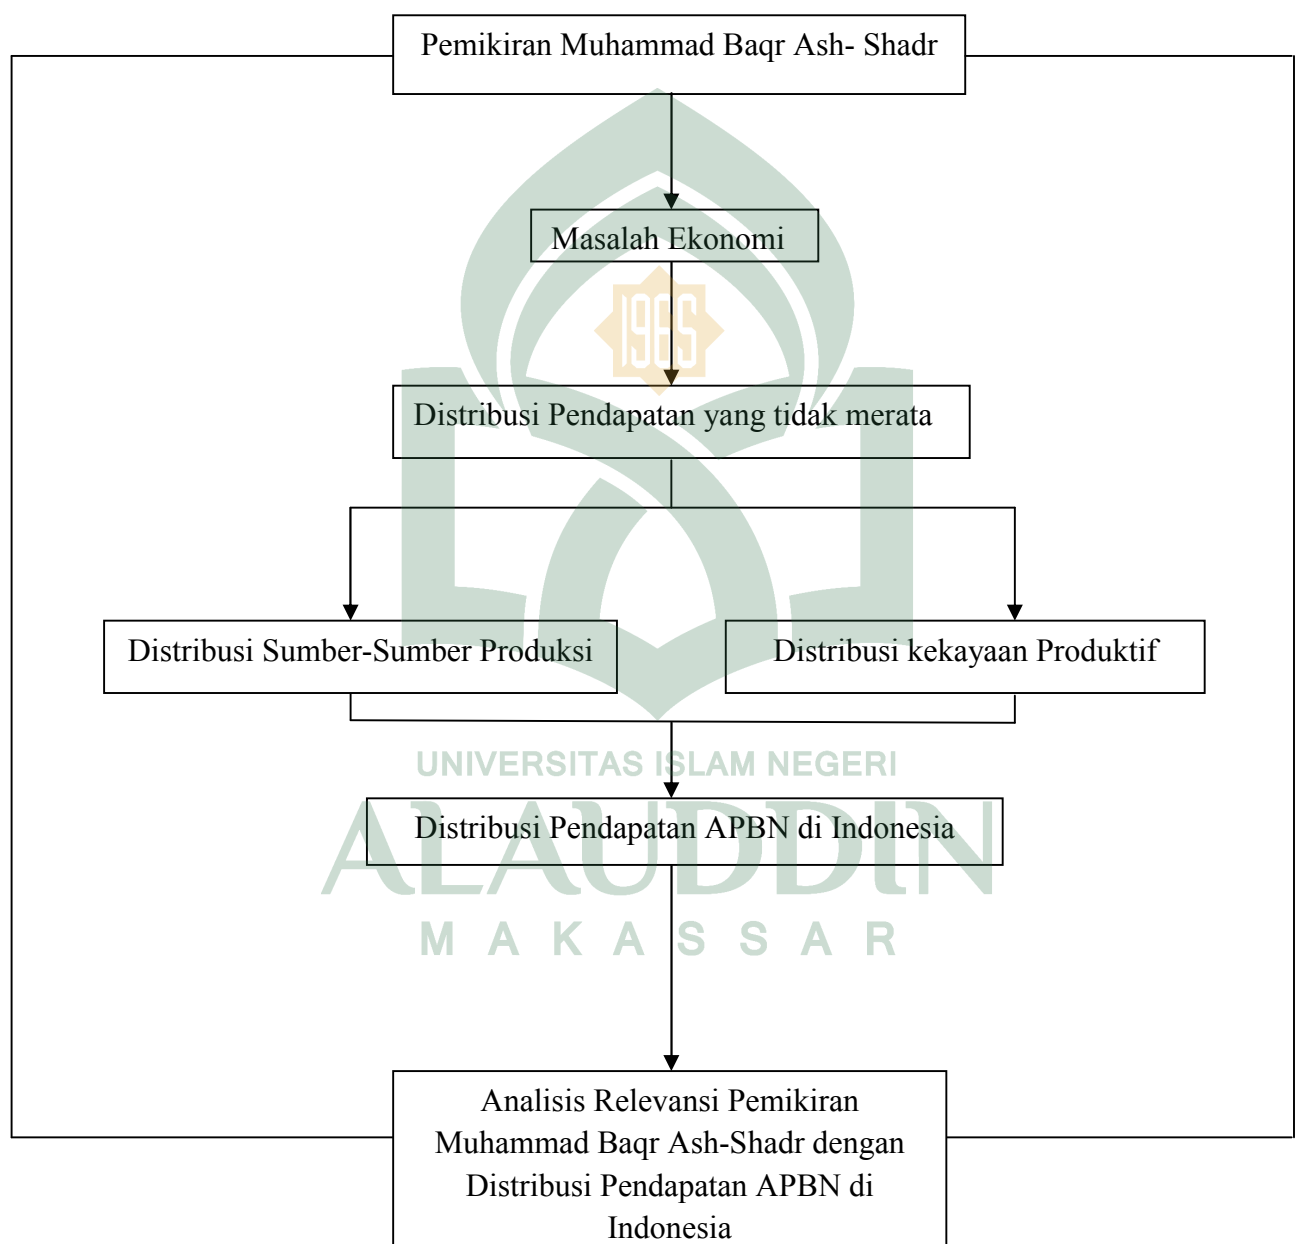 Pemikiran Muhammad Baqr Ash- Shadr
Masalah Ekonomi
1965
Distribusi Pendapatan yang tidak merata
Distribusi Sumber-Sumber Produksi
Distribusi kekayaan Produktif
UNIVERSITAS ISLAM NEGERI
Distribusi Pendapatan APBN di Indonesia
ALAUDDIN
MAKASSAR
Analisis Relevansi Pemikiran
Muhammad Baqr Ash-Shadr dengan
Distribusi Pendapatan APBN di
Indonesia